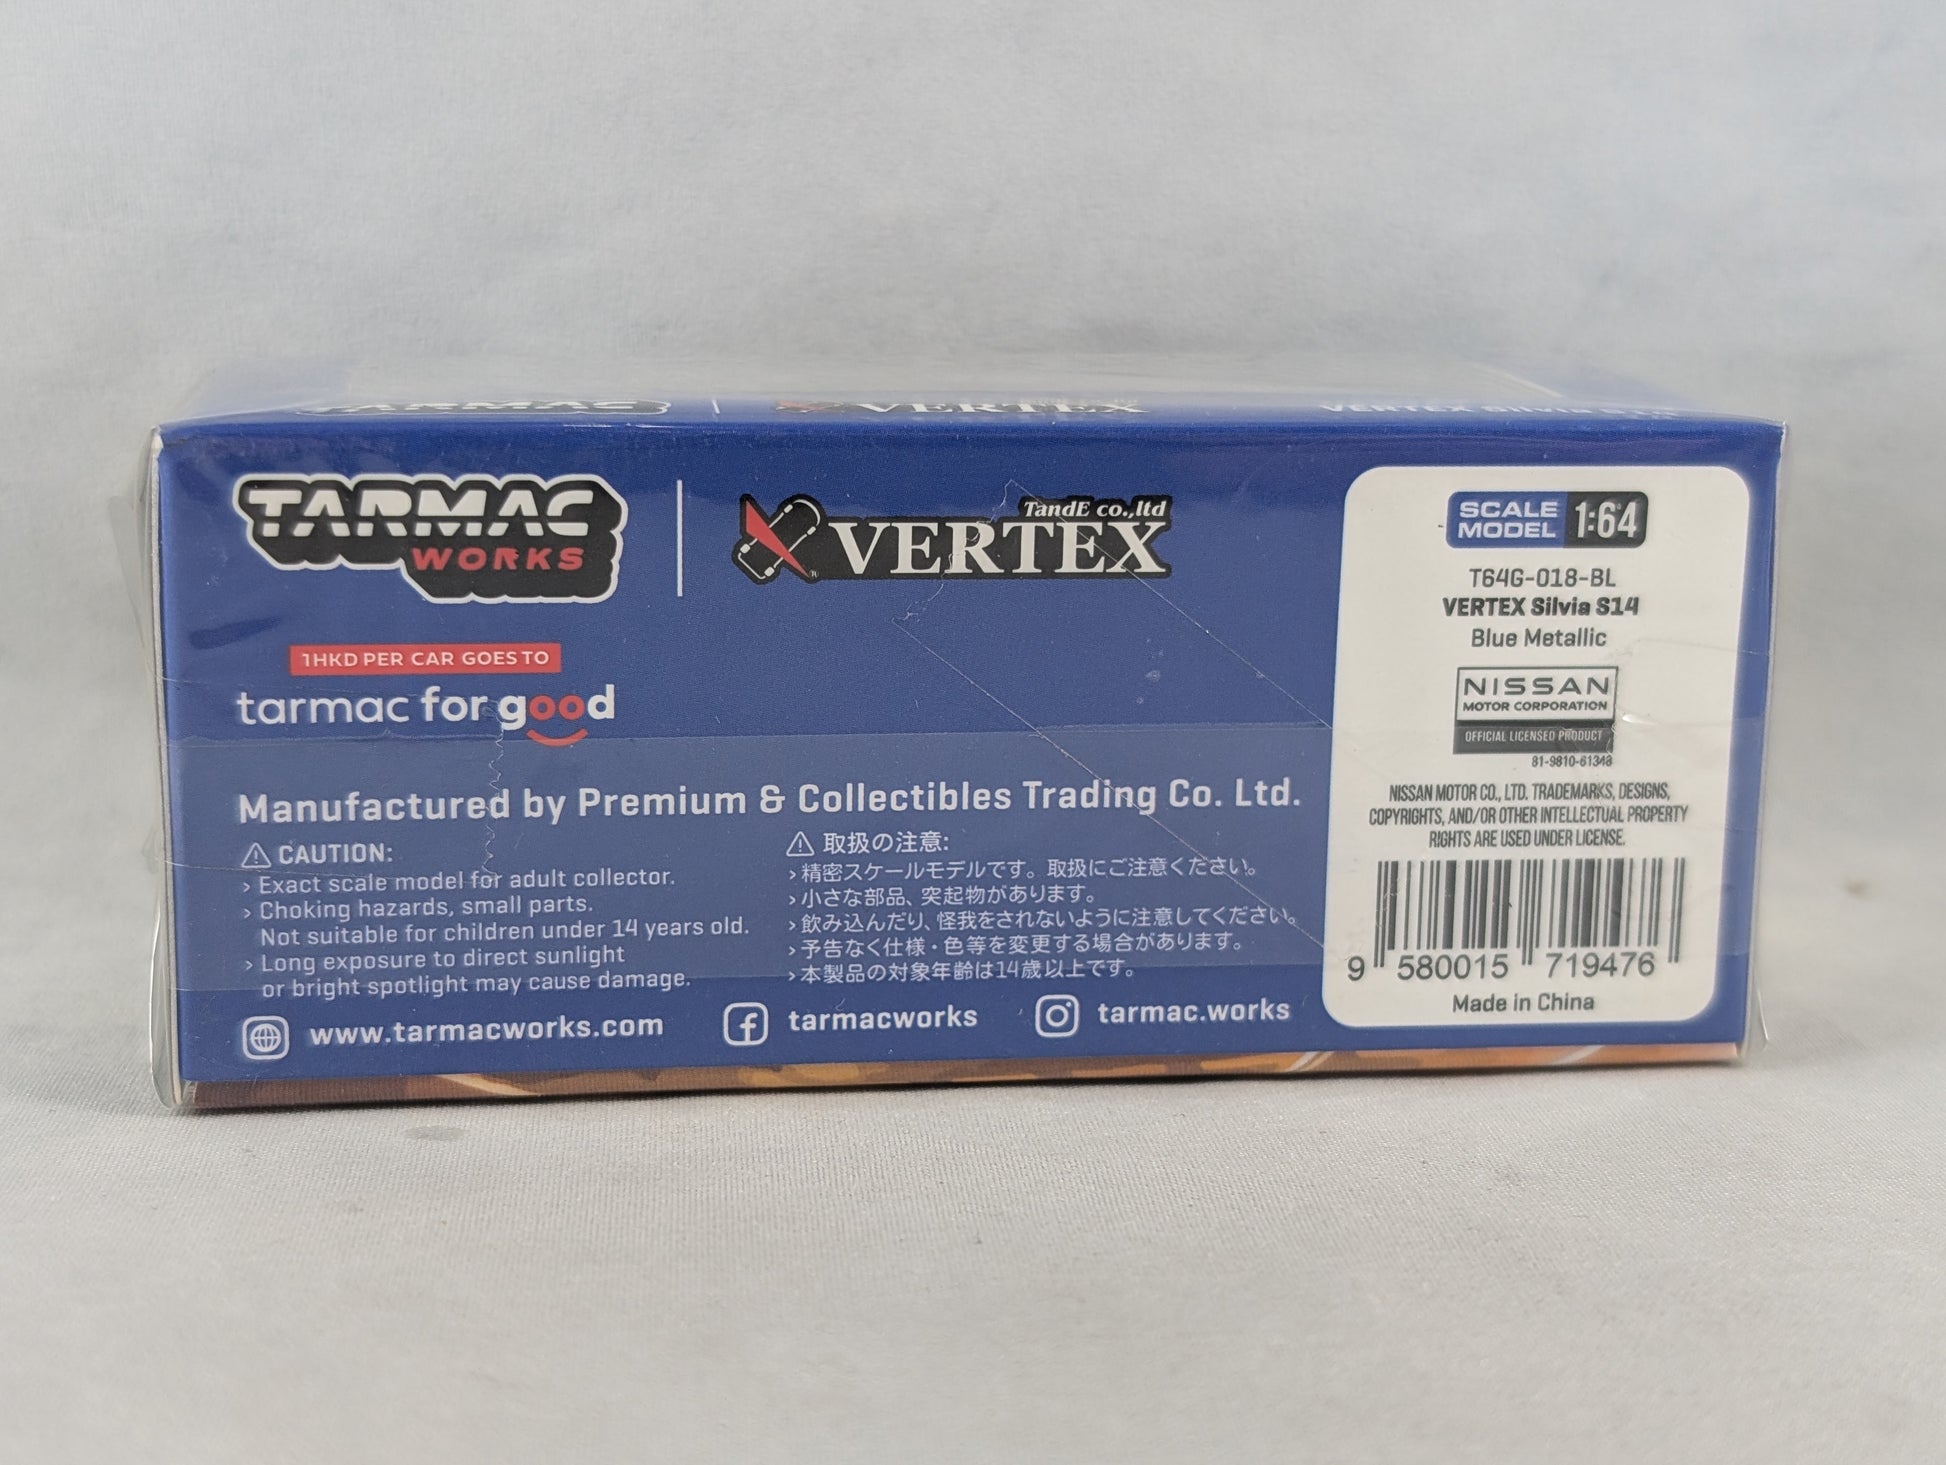 TARMAC
WORKS
TandE co.,ltd
VERTEX
1HKD PER CAR GOES TO
tarmac for good
Manufactured by Premium & Collectibles Trading Co. Ltd.
CAUTION:
› Exact scale model for adult collector.
› Choking hazards, small parts.
Not suitable for children under 14 years old.
› Long exposure to direct sunlight
or bright spotlight may cause damage.
取扱の注意:
›精密スケールモデルです。取扱にご注意ください。
›小さな部品、突起物があります。
›飲み込んだり、怪我をされないように注意してください。
›予告なく仕様・色等を変更する場合があります。
›本製品の対象年齢は14歳以上です。
www.tarmacworks.com
tarmacworks
tarmac.works
SCALE
MODEL 1:64
T64G-018-BL
VERTEX Silvia S14
Blue Metallic
NISSAN
MOTOR CORPORATION
OFFICIAL LICENSED PRODUCT
81-9810-61348
NISSAN MOTOR CO., LTD. TRADEMARKS, DESIGNS,
COPYRIGHTS, AND/OR OTHER INTELLECTUAL PROPERTY
RIGHTS ARE USED UNDER LICENSE.
9 580015 719476
Made in China